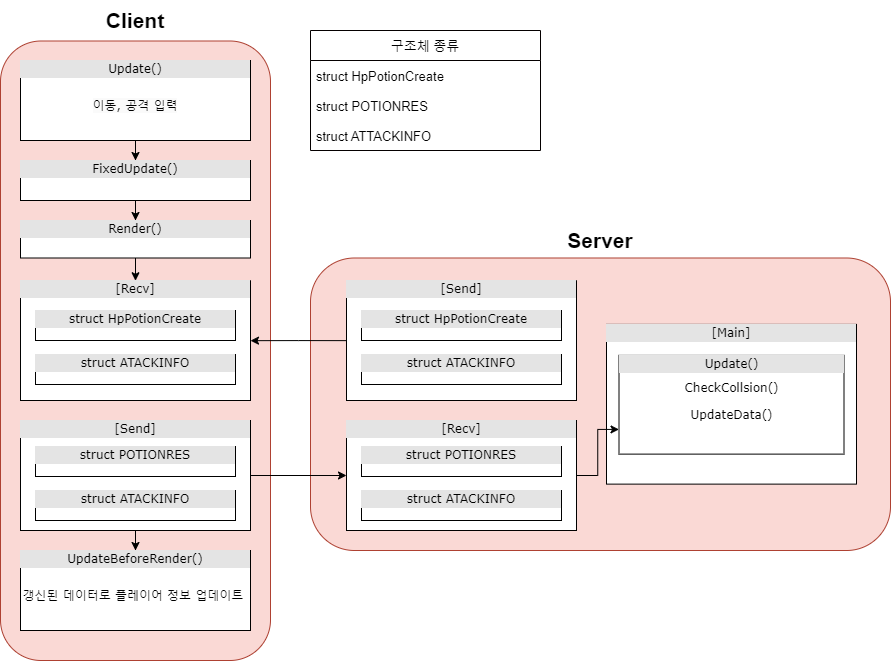 Client
Update()
이동, 공격 입력
FixedUpdate()
Render()
[Recv]
struct HpPotionCreate
struct ATACKINFO
[Send]
struct POTIONRES
struct ATACKINFO
UpdateBeforeRender()
갱신된 데이터로 플레이어 정보 업데이트
구조체 종류
struct HpPotionCreate
struct POTIONRES
struct ATTACKINFO
Server
[Send]
struct HpPotionCreate
struct ATACKINFO
[Recv]
struct POTIONRES
struct ATACKINFO
[Main]
Update()
CheckCollsion()
UpdateData()